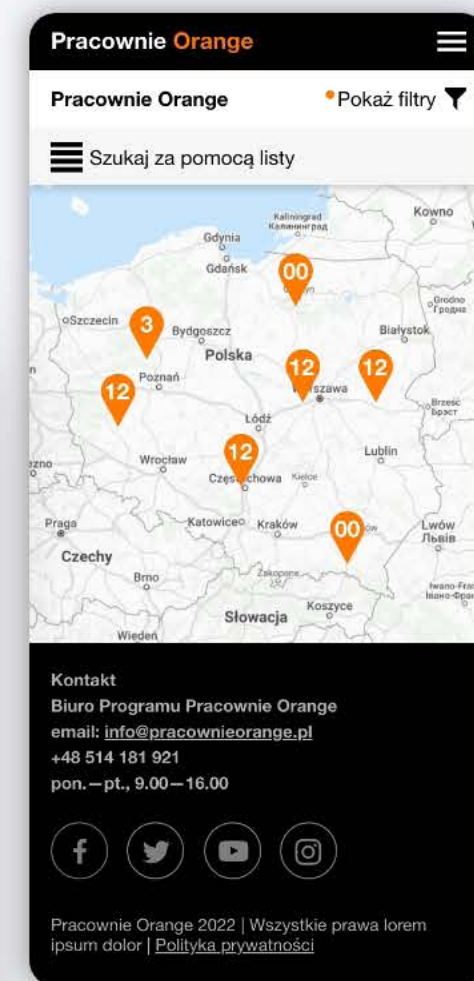 Pracownie Orange
Pracownie Orange
Pokaż filtry
Szukaj za pomocą listy
Kaliningrad
Калининград
Kowno
Gdynia
Gdańsk
00
Grodno
Гродна
Szczecin
3
Bydgoszcz
Białystok
Polska
12
12
12
Poznań
Brześć
Брэст
Łódź
12
Wrocław
Lublin
Kielce
Praga
Katowice
Kraków
00
Lwów
Львів
Czechy
Brno
Zakopane
Słowacja
Koszyce
Wiedeń
Kontakt
Biuro Programu Pracownie Orange
email: info@pracownieorange.pl
+48 514 181 921
pon.—pt., 9.00—16.00
Pracownie Orange 2022 | Wszystkie prawa lorem
ipsum dolor | Polityka prywatności